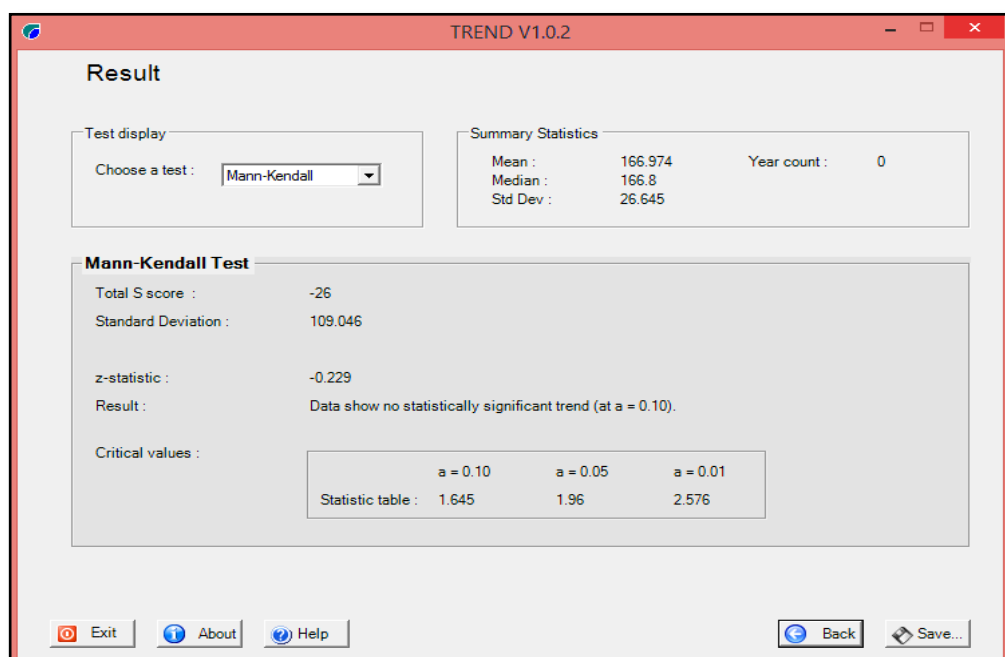 TREND V1.0.2
Result
Test display
Choose a test : Mann-Kendall
Summary Statistics
Mean : 166.974 Year count : 0
Median : 166.8
Std Dev : 26.645
Mann-Kendall Test
Total S score : -26
Standard Deviation : 109.046
z-statistic : -0.229
Result : Data show no statistically significant trend (at a = 0.10).
Critical values :
a = 0.10 a = 0.05 a = 0.01
Statistic table : 1.645 1.96 2.576
Exit About Help Back Save...